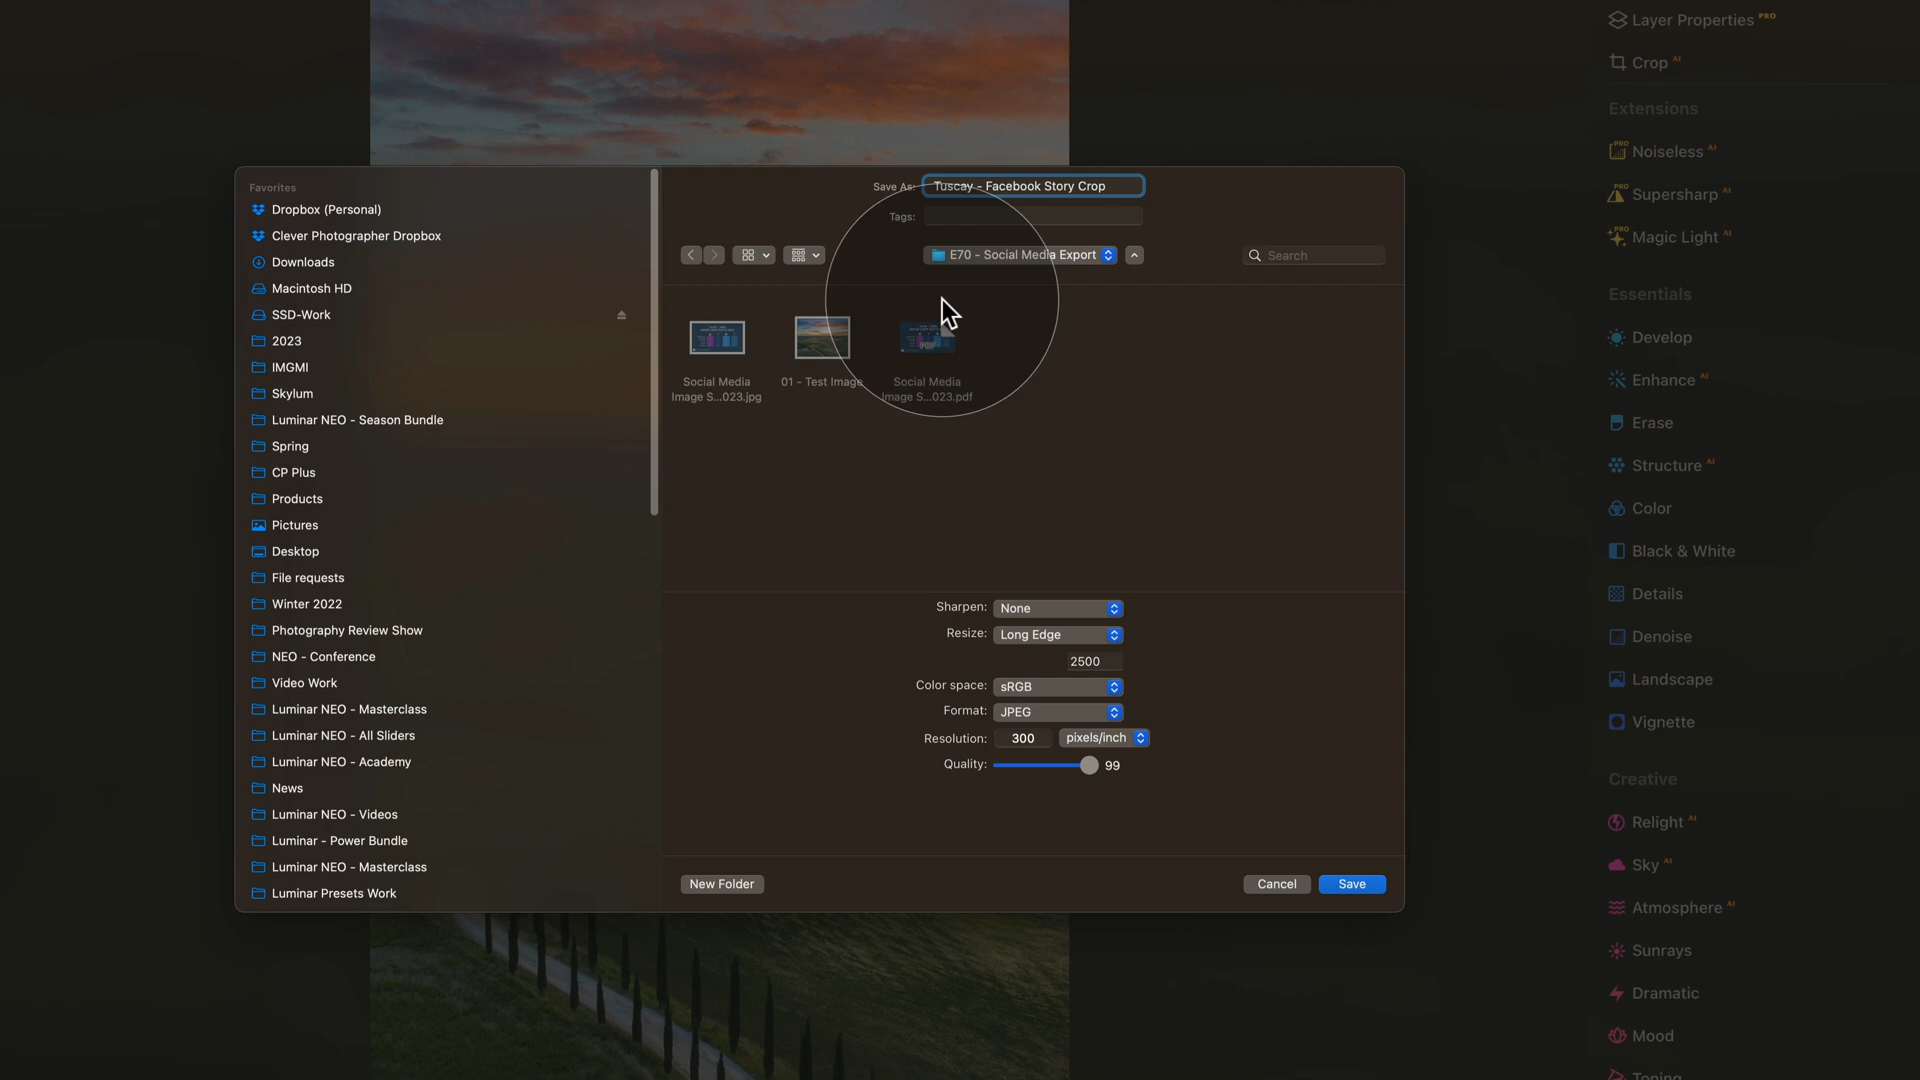 Layer Properties PRO
Crop AI
Extensions
PRO Noiseless AI
PRO Supersharp AI
PRO Magic Light AI
Essentials
Develop
Enhance AI
Erase
Structure AI
Color
Black & White
Details
Denoise
Landscape
Vignette
Creative
Relight AI
Sky AI
Atmosphere AI
Sunrays
Dramatic
Mood
Toning
Favorites
Dropbox (Personal)
Clever Photographer Dropbox
Downloads
Macintosh HD
SSD-Work
2023
IMGMI
Skylum
Luminar NEO - Season Bundle
Spring
CP Plus
Products
Pictures
Desktop
File requests
Winter 2022
Photography Review Show
NEO - Conference
Video Work
Luminar NEO - Masterclass
Luminar NEO - All Sliders
Luminar NEO - Academy
News
Luminar NEO - Videos
Luminar - Power Bundle
Luminar NEO - Masterclass
Luminar Presets Work
Save As: Tuscay - Facebook Story Crop
Tags:
E70 - Social Media Export
Search
Social Media
Image S...023.jpg
01 - Test Image
Social Media
Image S...023.pdf
Sharpen: None
Resize: Long Edge
2500
Color space: sRGB
Format: JPEG
Resolution: 300 pixels/inch
Quality: 99
New Folder
Cancel
Save